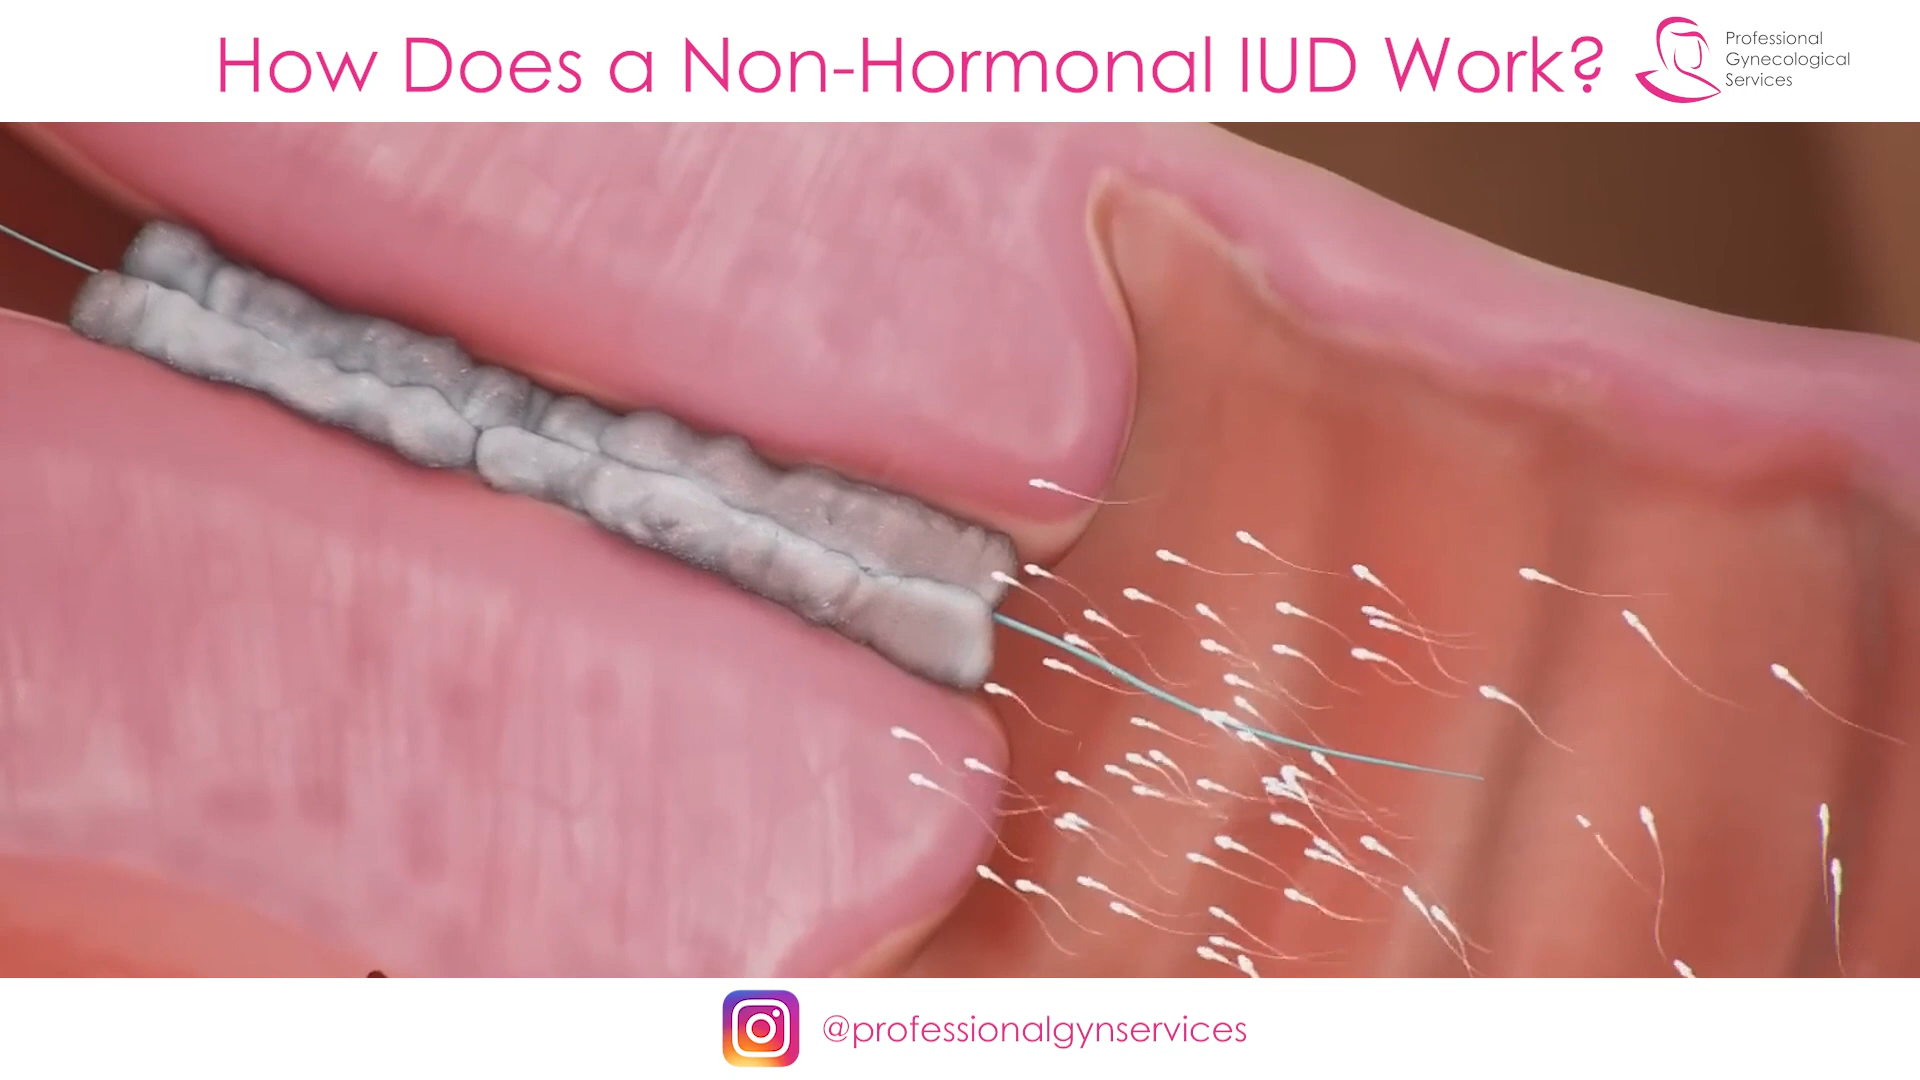 How Does a Non-Hormonal IUD Work?
Professional
Gynecological
Services
@professionalgynservices